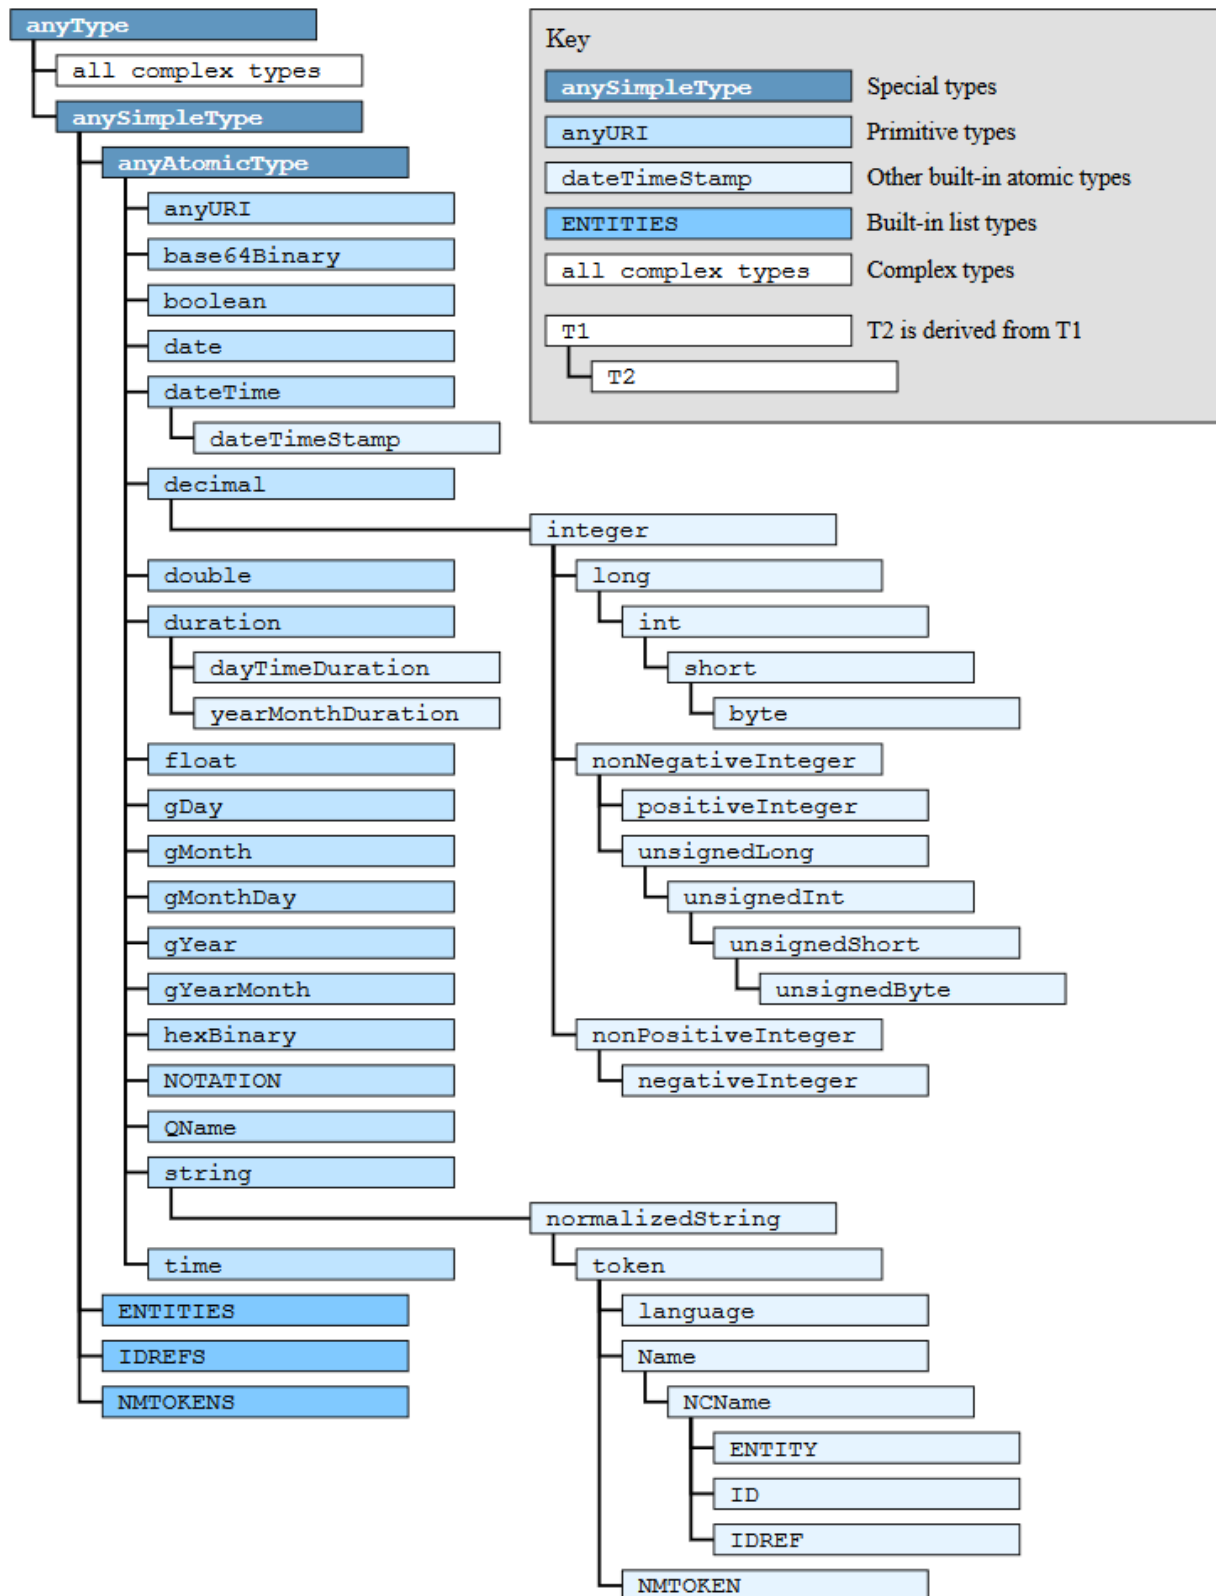 anyType
all complex types
anySimpleType
anyAtomicType
anyURI
base64Binary
boolean
date
dateTime
dateTimeStamp
decimal
integer
long
int
short
byte
nonNegativeInteger
positiveInteger
unsignedLong
unsignedInt
unsignedShort
unsignedByte
nonPositiveInteger
negativeInteger
double
duration
dayTimeDuration
yearMonthDuration
float
gDay
gMonth
gMonthDay
gYear
gYearMonth
hexBinary
NOTATION
QName
string
normalizedString
token
language
Name
NCName
ENTITY
ID
IDREF
NMTOKEN
time
ENTITIES
IDREFS
NMTOKENS
Key
anySimpleType Special types
anyURI Primitive types
dateTimeStamp Other built-in atomic types
ENTITIES Built-in list types
all complex types Complex types
T1 T2 is derived from T1
T2